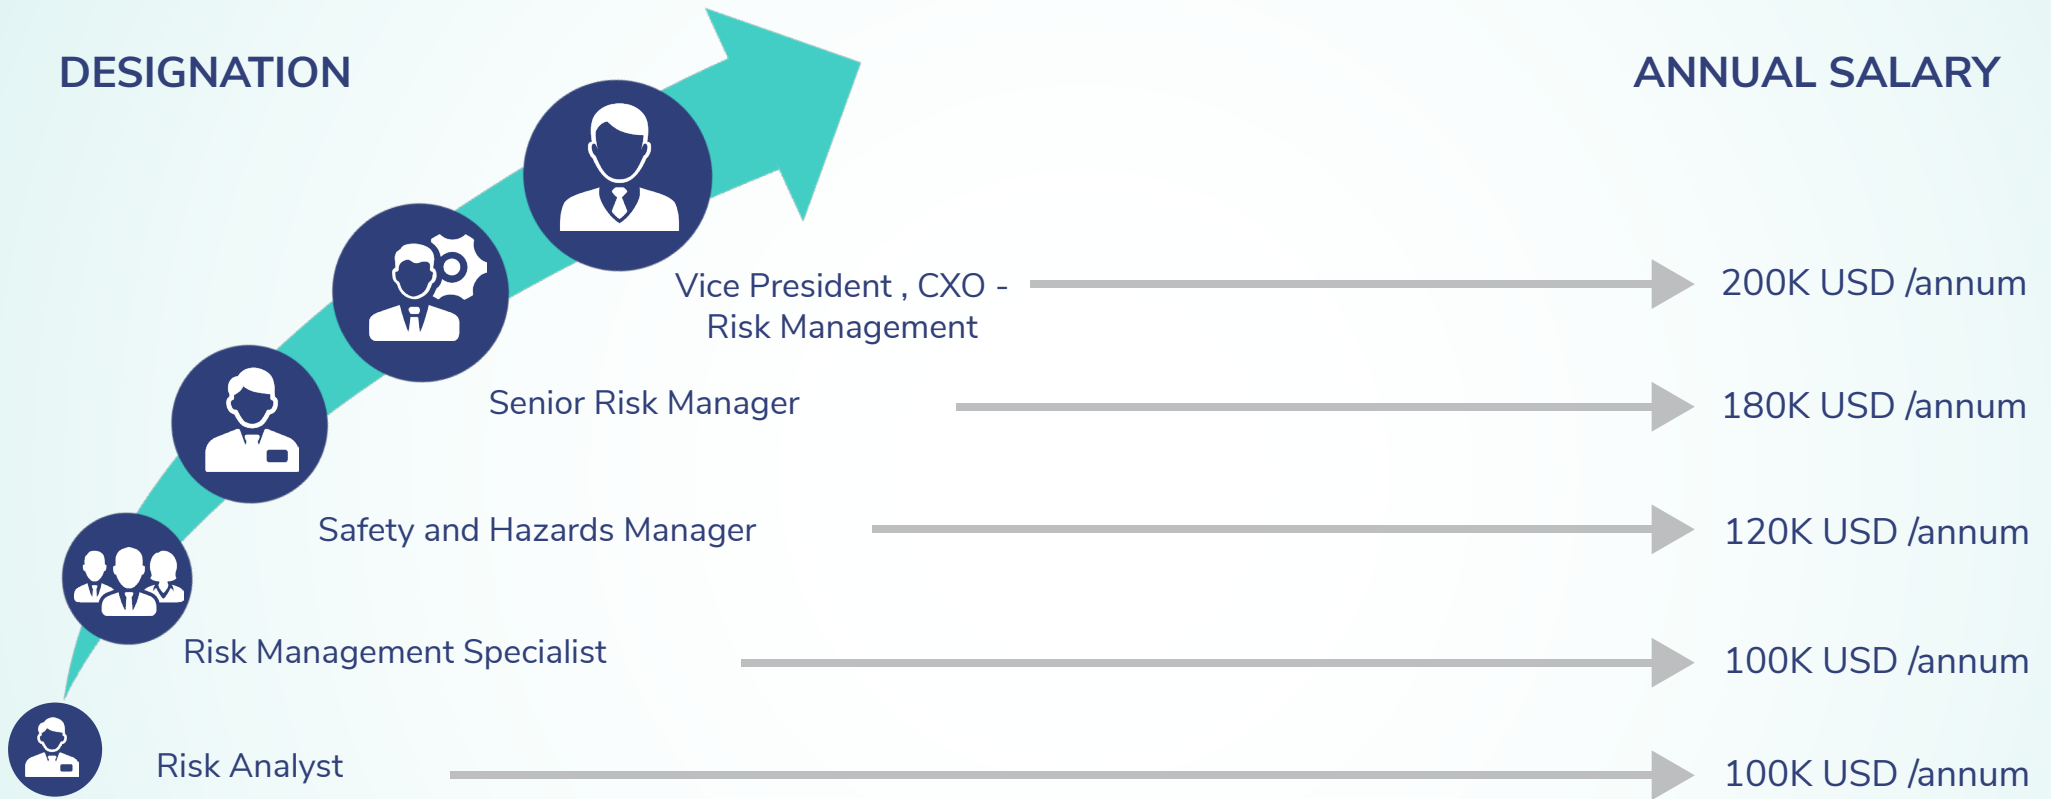 DESIGNATION
ANNUAL SALARY
Vice President , CXO -
Risk Management
200K USD /annum
Senior Risk Manager
180K USD /annum
Safety and Hazards Manager
120K USD /annum
Risk Management Specialist
100K USD /annum
Risk Analyst
100K USD /annum